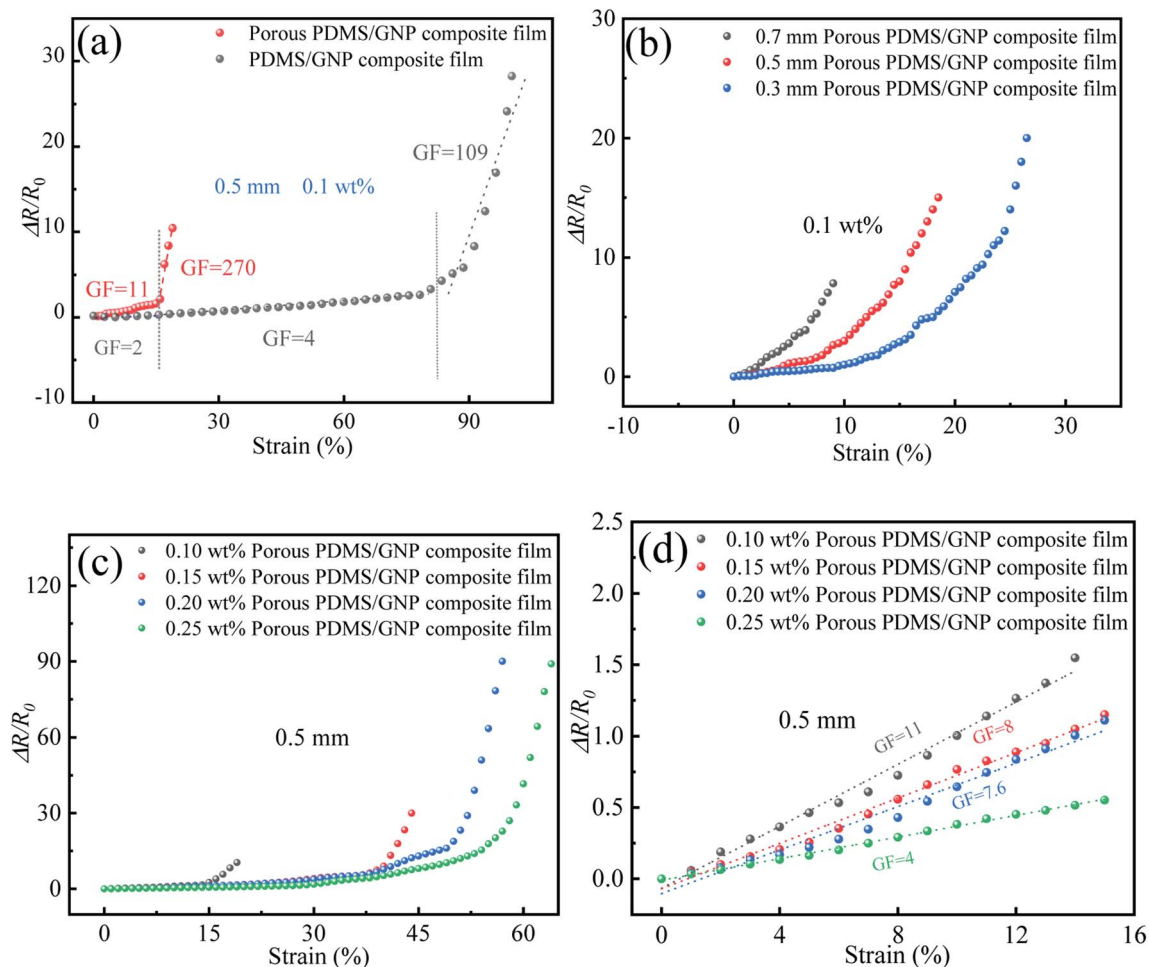 (a)
Porous PDMS/GNP composite film
PDMS/GNP composite film
30
20
10
0
-10
ΔR/R0
GF=109
0.5 mm 0.1 wt%
GF=11
GF=270
GF=2
GF=4
0
30
60
90
Strain (%)
(b)
0.7 mm Porous PDMS/GNP composite film
0.5 mm Porous PDMS/GNP composite film
0.3 mm Porous PDMS/GNP composite film
30
20
10
0
ΔR/R0
0.1 wt%
-10
0
10
20
30
Strain (%)
(c)
0.10 wt% Porous PDMS/GNP composite film
0.15 wt% Porous PDMS/GNP composite film
0.20 wt% Porous PDMS/GNP composite film
0.25 wt% Porous PDMS/GNP composite film
120
90
60
30
0
ΔR/R0
0.5 mm
0
15
30
45
60
Strain (%)
(d)
0.10 wt% Porous PDMS/GNP composite film
0.15 wt% Porous PDMS/GNP composite film
0.20 wt% Porous PDMS/GNP composite film
0.25 wt% Porous PDMS/GNP composite film
2.5
2.0
1.5
1.0
0.5
0.0
ΔR/R0
0.5 mm
GF=11
GF=8
GF=7.6
GF=4
0
4
8
12
16
Strain (%)